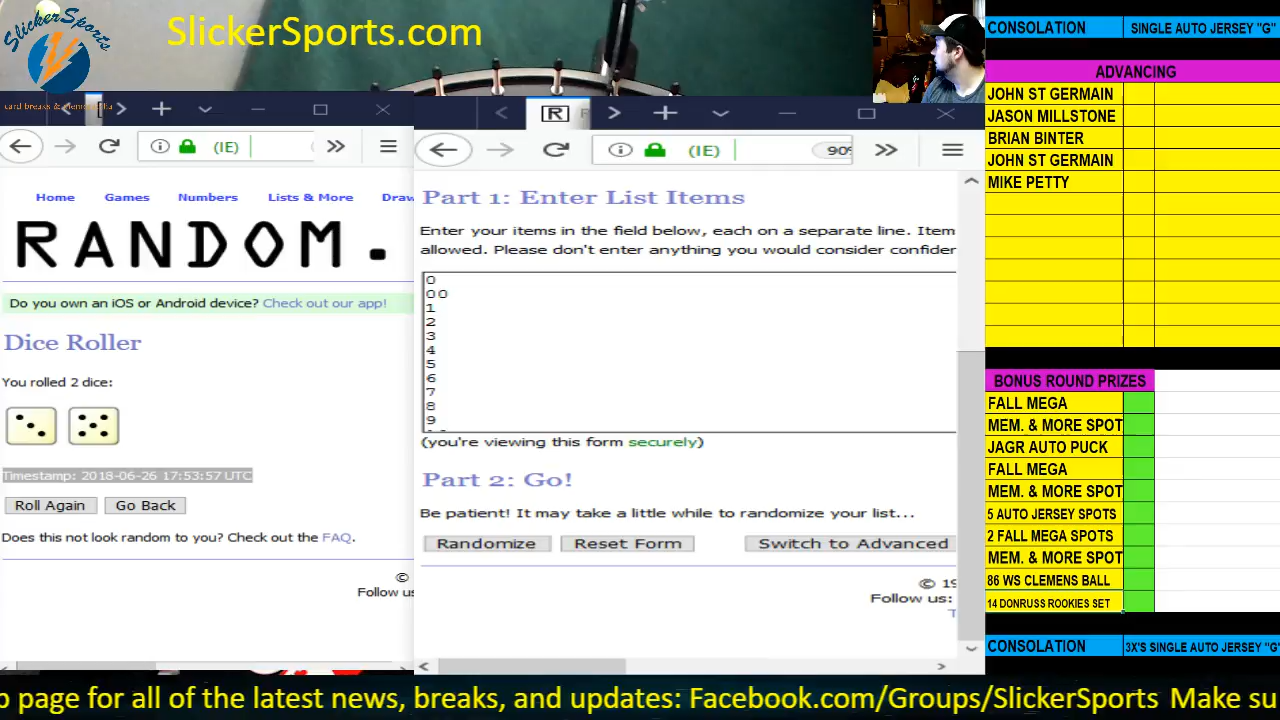 SlickerSports
card breaks & memorabilia
SlickerSports.com
(IE)
Home Games Numbers Lists & More Draw
RANDOM.
Do you own an iOS or Android device? Check out our app!
Dice Roller
You rolled 2 dice:
Timestamp: 2018-06-26 17:53:57 UTC
Roll Again Go Back
Does this not look random to you? Check out the FAQ.
©
Follow us:
R
(IE) 90%
Part 1: Enter List Items
Enter your items in the field below, each on a separate line. Item
allowed. Please don't enter anything you would consider confider
0
00
1
2
3
4
5
6
7
8
9
(you're viewing this form securely)
Part 2: Go!
Be patient! It may take a little while to randomize your list...
Randomize Reset Form Switch to Advanced
© 19
Follow us:
CONSOLATION SINGLE AUTO JERSEY "G"
ADVANCING
JOHN ST GERMAIN
JASON MILLSTONE
BRIAN BINTER
JOHN ST GERMAIN
MIKE PETTY
BONUS ROUND PRIZES
FALL MEGA
MEM. & MORE SPOT
JAGR AUTO PUCK
FALL MEGA
MEM. & MORE SPOT
5 AUTO JERSEY SPOTS
2 FALL MEGA SPOTS
MEM. & MORE SPOT
86 WS CLEMENS BALL
14 DONRUSS ROOKIES SET
CONSOLATION 3X'S SINGLE AUTO JERSEY "G"
p page for all of the latest news, breaks, and updates: Facebook.com/Groups/SlickerSports Make su